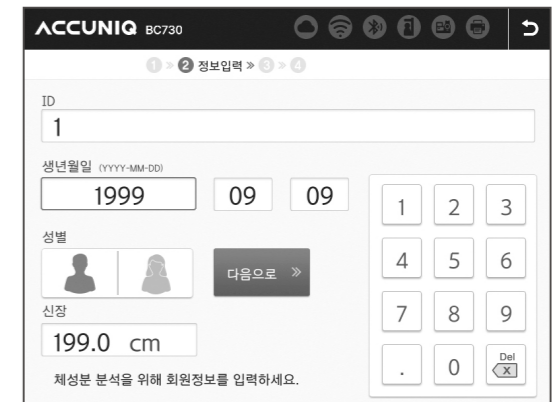 ACCUNIQ BC730
1 » 2 정보입력 » 3 » 4
ID
1
생년월일 (YYYY-MM-DD)
1999 09 09
성별
다음으로 »
신장
199.0 cm
체성분 분석을 위해 회원정보를 입력하세요.
1 2 3
4 5 6
7 8 9
. 0 Del